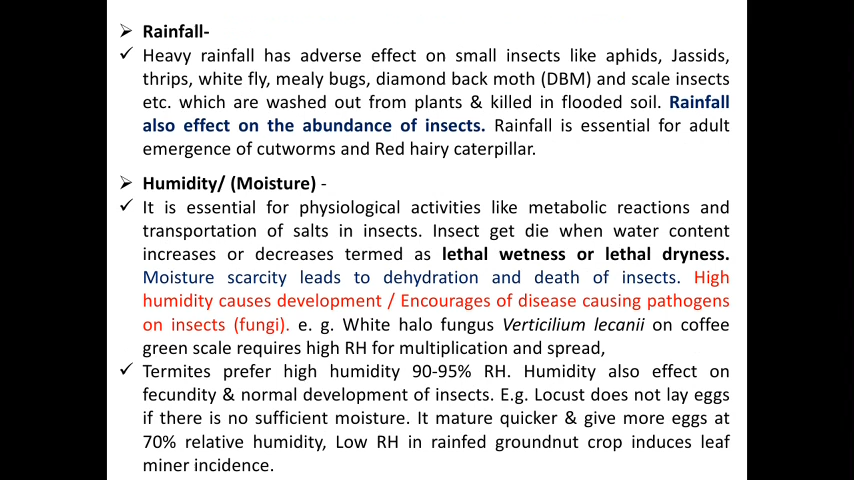 ➢ Rainfall-
✓ Heavy rainfall has adverse effect on small insects like aphids, Jassids,
thrips, white fly, mealy bugs, diamond back moth (DBM) and scale insects
etc. which are washed out from plants & killed in flooded soil. Rainfall
also effect on the abundance of insects. Rainfall is essential for adult
emergence of cutworms and Red hairy caterpillar.
➢ Humidity/ (Moisture) -
✓ It is essential for physiological activities like metabolic reactions and
transportation of salts in insects. Insect get die when water content
increases or decreases termed as lethal wetness or lethal dryness.
Moisture scarcity leads to dehydration and death of insects. High
humidity causes development / Encourages of disease causing pathogens
on insects (fungi). e. g. White halo fungus Verticilium lecanii on coffee
green scale requires high RH for multiplication and spread,
✓ Termites prefer high humidity 90-95% RH. Humidity also effect on
fecundity & normal development of insects. E.g. Locust does not lay eggs
if there is no sufficient moisture. It mature quicker & give more eggs at
70% relative humidity, Low RH in rainfed groundnut crop induces leaf
miner incidence.